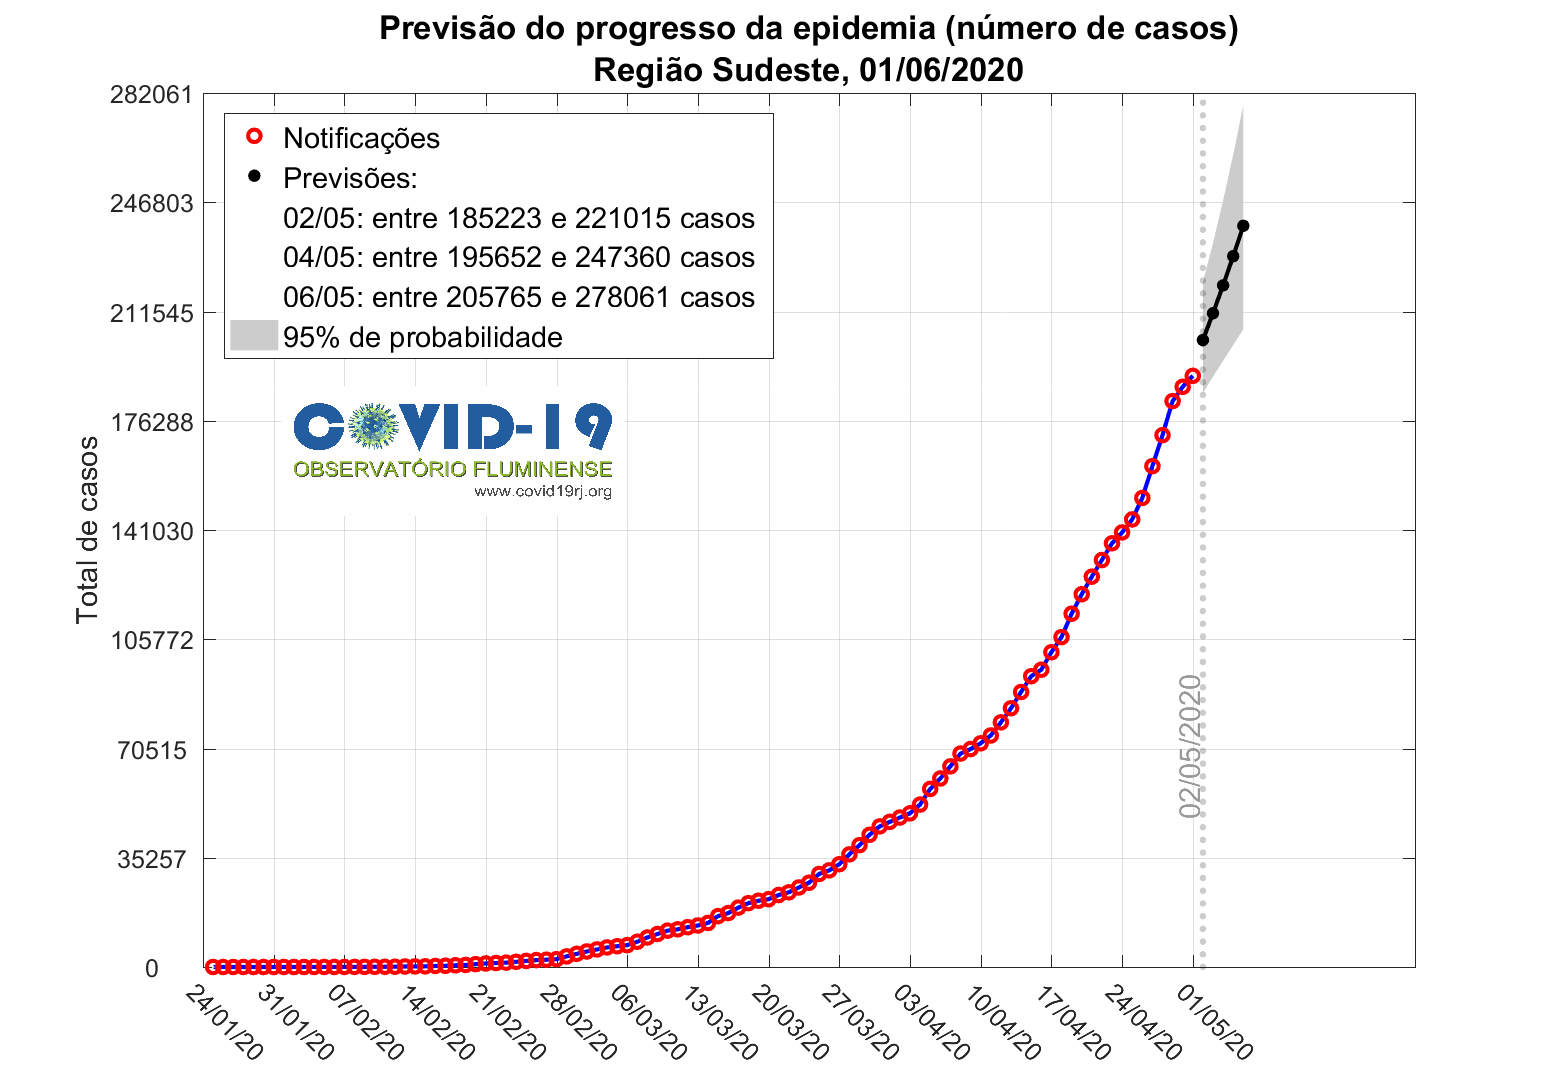 Previsão do progresso da epidemia (número de casos)
Região Sudeste, 01/06/2020
282061
246803
211545
176288
141030
105772
70515
35257
0
Total de casos
Notificações
Previsões:
02/05: entre 185223 e 221015 casos
04/05: entre 195652 e 247360 casos
06/05: entre 205765 e 278061 casos
95% de probabilidade
COVID-19
OBSERVATÓRIO FLUMINENSE
www.covid19rj.org
02/05/2020
24/01/20
31/01/20
07/02/20
14/02/20
21/02/20
28/02/20
06/03/20
13/03/20
20/03/20
27/03/20
03/04/20
10/04/20
17/04/20
24/04/20
01/05/20